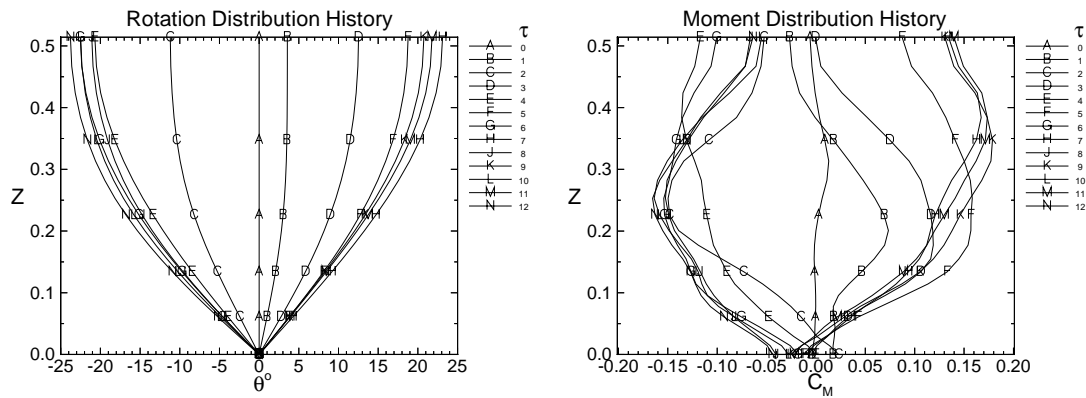 Rotation Distribution History
Z
0.5
0.4
0.3
0.2
0.1
0.0
-25 -20 -15 -10 -5 0 5 10 15 20 25
θ°
τ
A 0
B 1
C 2
D 3
E 4
F 5
G 6
H 7
J 8
K 9
L 10
M 11
N 12
Moment Distribution History
Z
0.5
0.4
0.3
0.2
0.1
0.0
-0.20 -0.15 -0.10 -0.05 0.00 0.05 0.10 0.15 0.20
C_M
τ
A 0
B 1
C 2
D 3
E 4
F 5
G 6
H 7
J 8
K 9
L 10
M 11
N 12